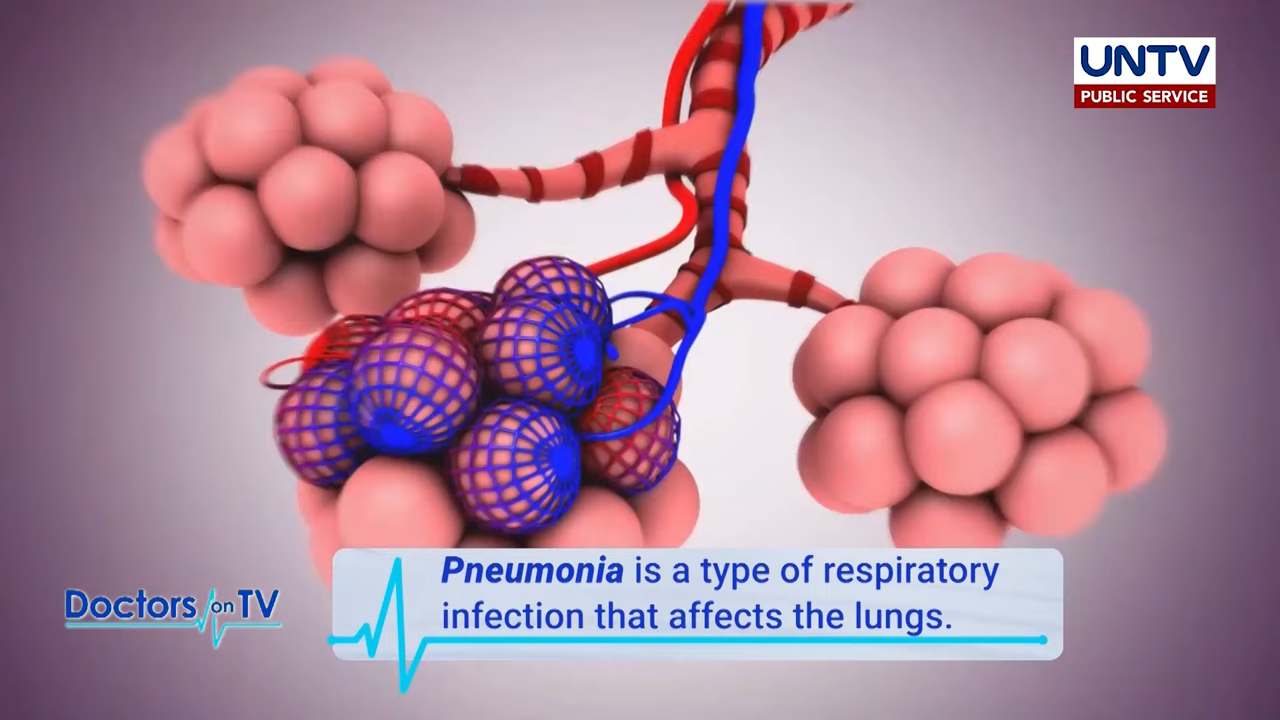 UNTV
PUBLIC SERVICE
Pneumonia is a type of respiratory
infection that affects the lungs.
Doctors on TV